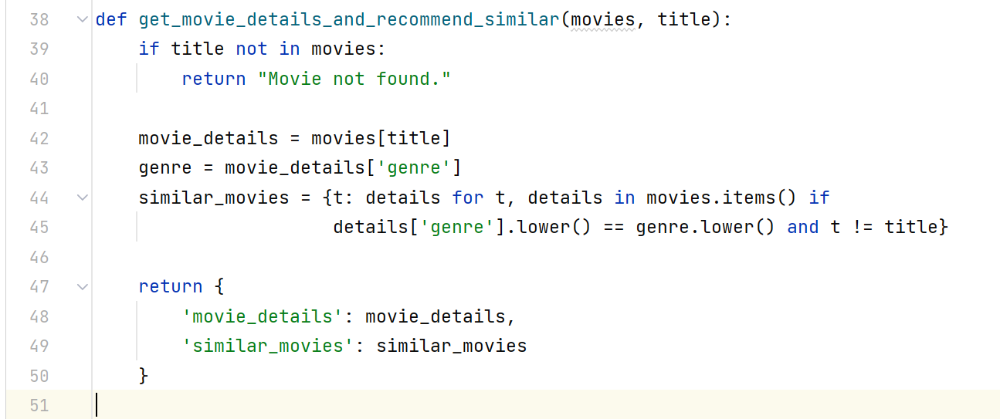 38 def get_movie_details_and_recommend_similar(movies, title):
39     if title not in movies:
40         return "Movie not found."
41
42     movie_details = movies[title]
43     genre = movie_details['genre']
44     similar_movies = {t: details for t, details in movies.items() if
45                       details['genre'].lower() == genre.lower() and t != title}
46
47     return {
48         'movie_details': movie_details,
49         'similar_movies': similar_movies
50     }
51